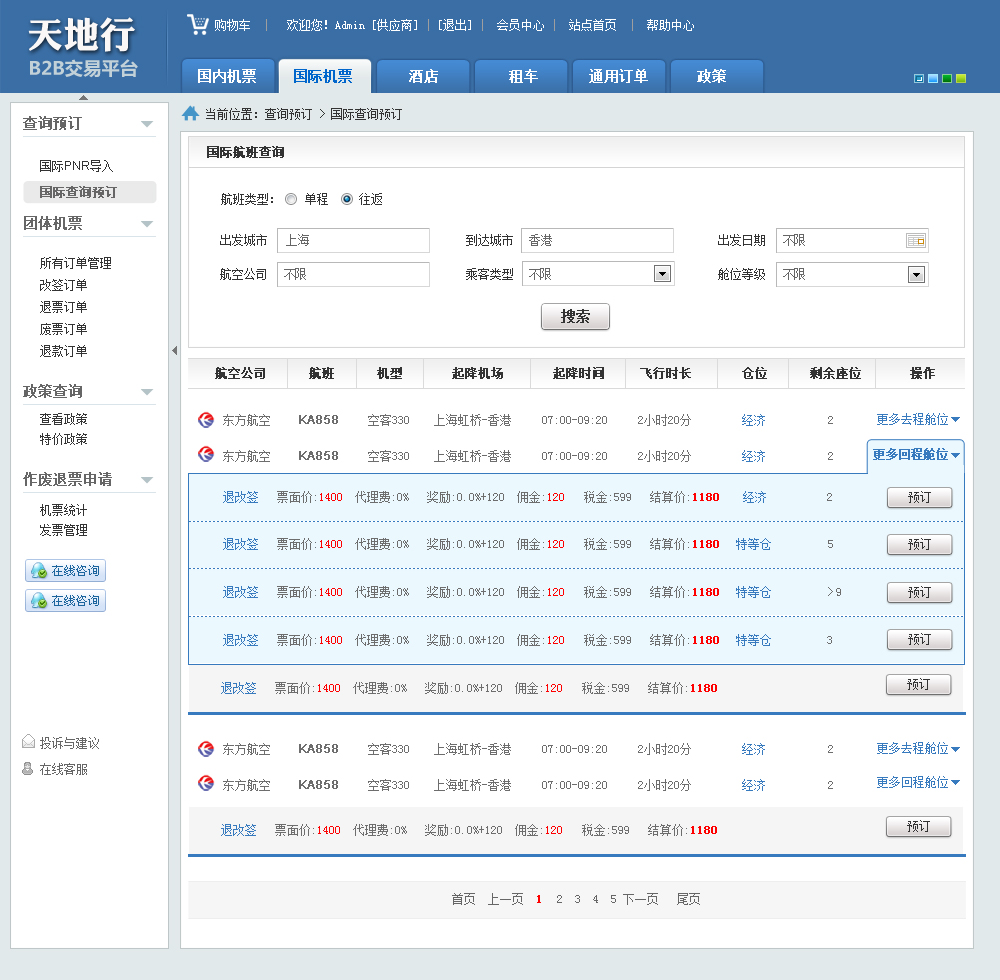 天地行
B2B交易平台
购物车 | 欢迎您! Admin [供应商] | [退出] | 会员中心 | 站点首页 | 帮助中心
国内机票 国际机票 酒店 租车 通用订单 政策
当前位置: 查询预订 > 国际查询预订
查询预订
国际PNR导入
国际查询预订
团体机票
所有订单管理
改签订单
退票订单
废票订单
退款订单
政策查询
查看政策
特价政策
作废退票申请
机票统计
发票管理
在线咨询
在线咨询
投诉与建议
在线客服
国际航班查询
航班类型: 单程 往返
出发城市 上海 到达城市 香港 出发日期 不限
航空公司 不限 乘客类型 不限 舱位等级 不限
搜索
航空公司 航班 机型 起降机场 起降时间 飞行时长 仓位 剩余座位 操作
东方航空 KA858 空客330 上海虹桥-香港 07:00-09:20 2小时20分 经济 2 更多去程舱位
东方航空 KA858 空客330 上海虹桥-香港 07:00-09:20 2小时20分 经济 2 更多回程舱位
退改签 票面价:1400 代理费:0% 奖励:0.0%+120 佣金:120 税金:599 结算价:1180 经济 2 预订
退改签 票面价:1400 代理费:0% 奖励:0.0%+120 佣金:120 税金:599 结算价:1180 特等仓 5 预订
退改签 票面价:1400 代理费:0% 奖励:0.0%+120 佣金:120 税金:599 结算价:1180 特等仓 >9 预订
退改签 票面价:1400 代理费:0% 奖励:0.0%+120 佣金:120 税金:599 结算价:1180 特等仓 3 预订
退改签 票面价:1400 代理费:0% 奖励:0.0%+120 佣金:120 税金:599 结算价:1180 预订
东方航空 KA858 空客330 上海虹桥-香港 07:00-09:20 2小时20分 经济 2 更多去程舱位
东方航空 KA858 空客330 上海虹桥-香港 07:00-09:20 2小时20分 经济 2 更多回程舱位
退改签 票面价:1400 代理费:0% 奖励:0.0%+120 佣金:120 税金:599 结算价:1180 预订
首页 上一页 1 2 3 4 5 下一页 尾页